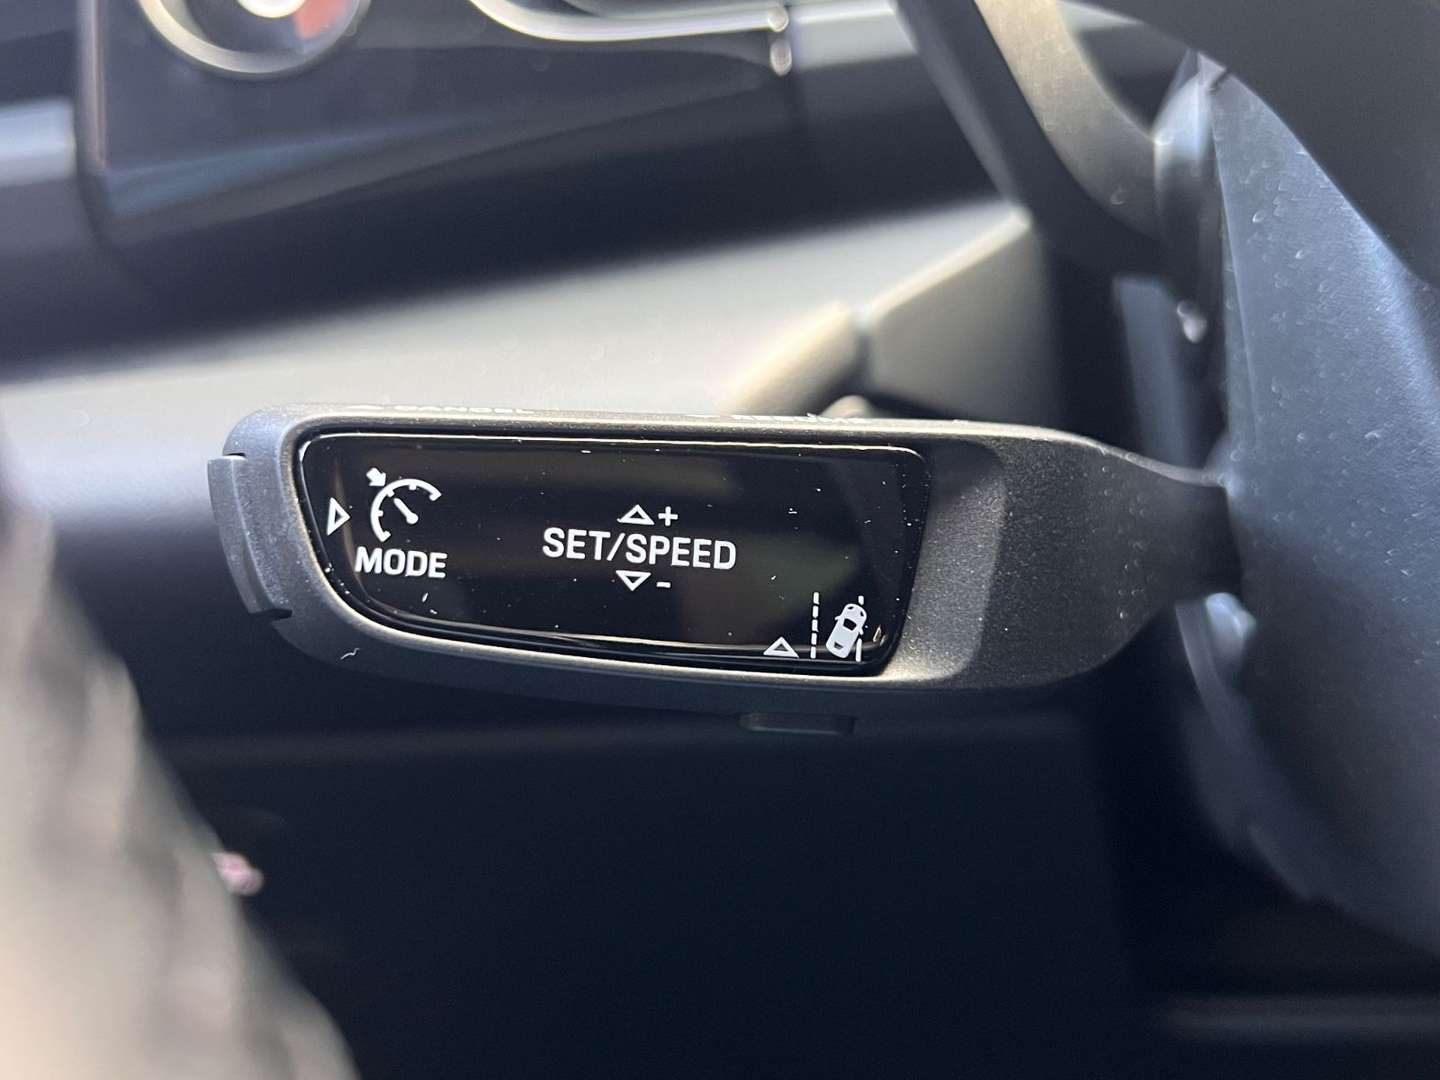 MODE
+
SET/SPEED
-